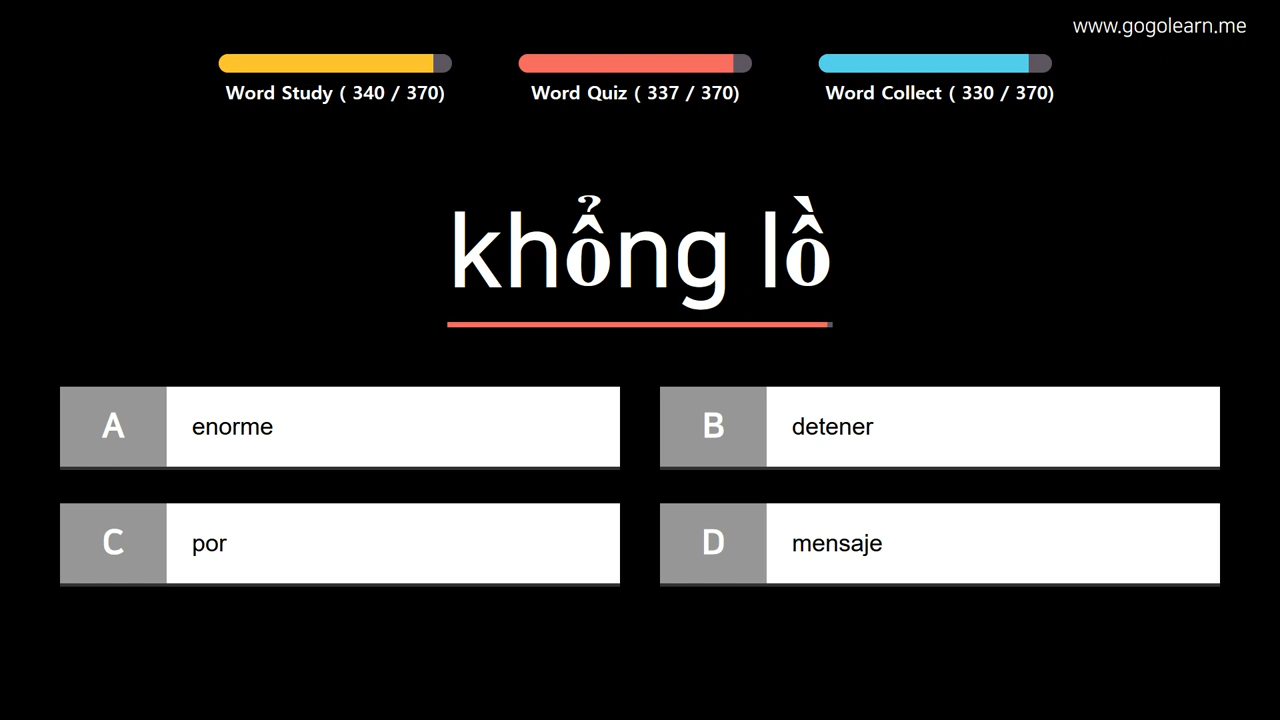 www.gogolearn.me
Word Study ( 340 / 370)
Word Quiz ( 337 / 370)
Word Collect ( 330 / 370)
khổng lồ
A enorme
B detener
C por
D mensaje